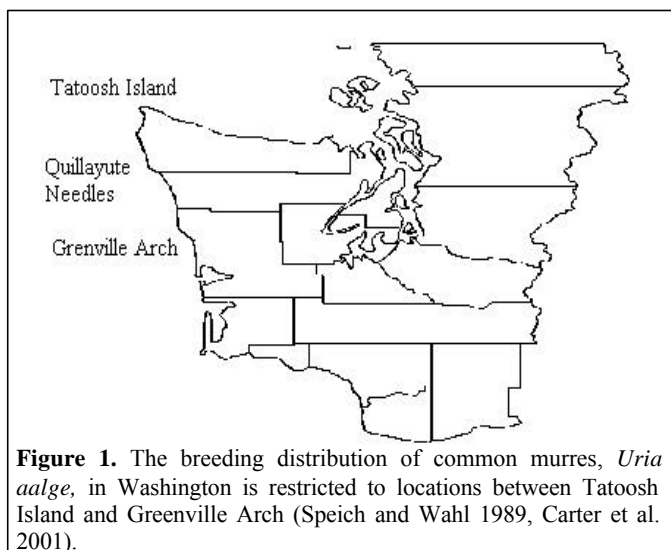 Tatoosh Island
Quillayute
Needles
Grenville Arch
Figure 1. The breeding distribution of common murres, Uria
aalge, in Washington is restricted to locations between Tatoosh
Island and Greenville Arch (Speich and Wahl 1989, Carter et al.
2001).